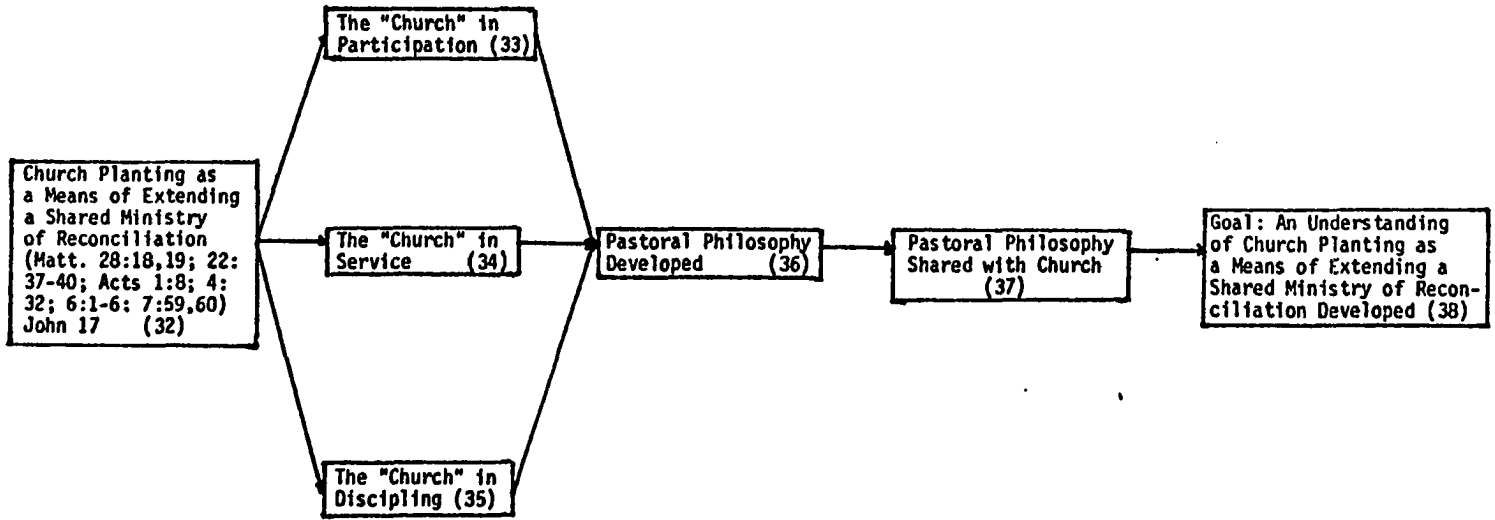 The "Church" in
Participation (33)
Church Planting as
a Means of Extending
a Shared Ministry
of Reconciliation
(Matt. 28:18,19; 22:
37-40; Acts 1:8; 4:
32; 6:1-6: 7:59,60)
John 17 (32)
The "Church" in
Service (34)
The "Church" in
Discipling (35)
Pastoral Philosophy
Developed (36)
Pastoral Philosophy
Shared with Church
(37)
Goal: An Understanding
of Church Planting as
a Means of Extending a
Shared Ministry of Recon-
ciliation Developed (38)